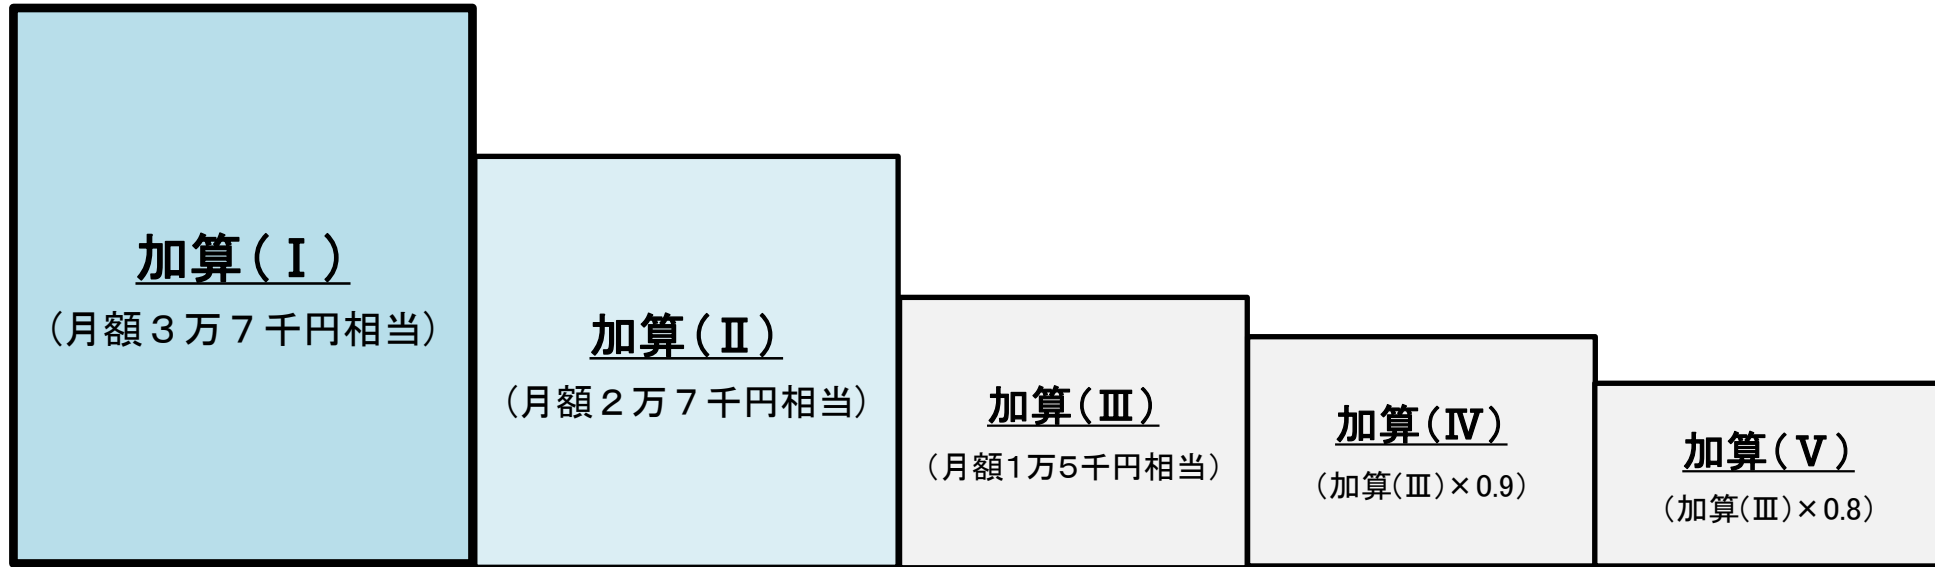 加算(Ⅰ)
(月額３万７千円相当)
加算(Ⅱ)
(月額２万７千円相当)
加算(Ⅲ)
(月額1万5千円相当)
加算(Ⅳ)
(加算(Ⅲ)×0.9)
加算(Ⅴ)
(加算(Ⅲ)×0.8)